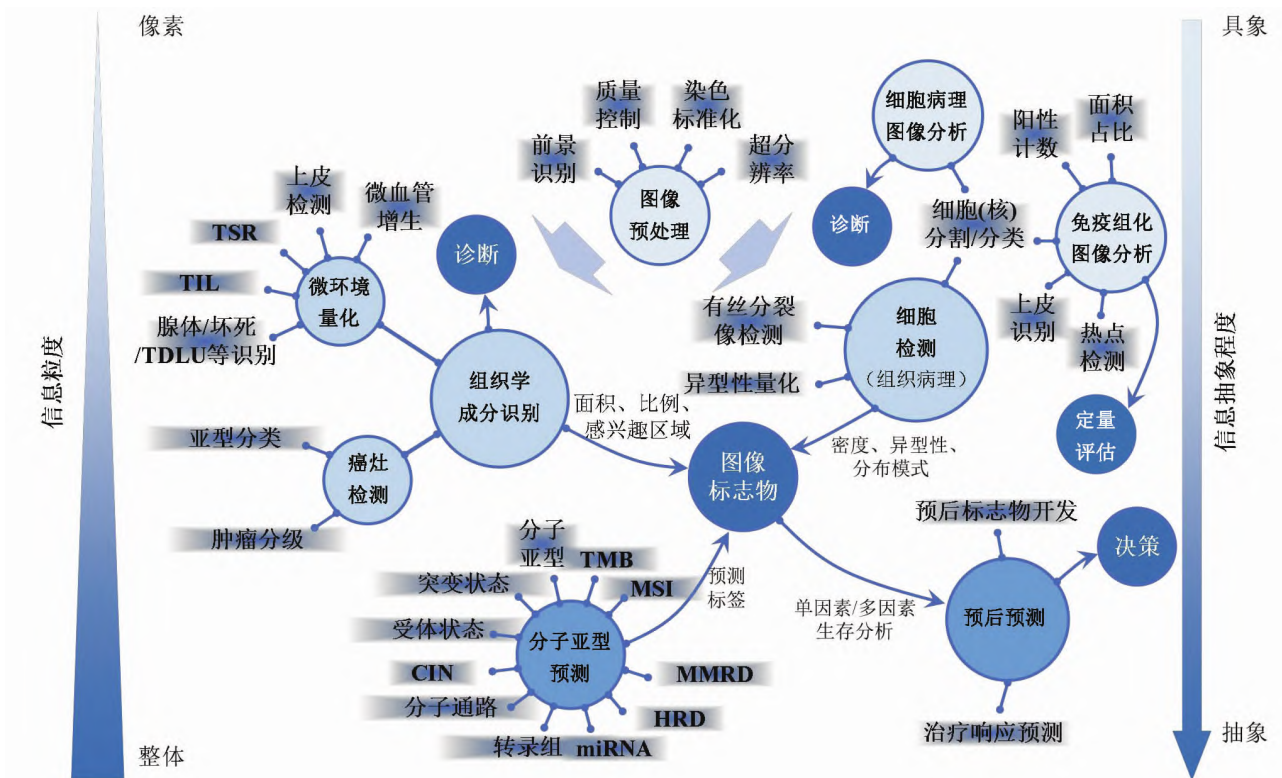 像素
信息粒度
整体
具象
信息抽象程度
抽象
质量
控制
染色
标准化
前景
识别
超分
辨率
图像
预处理
细胞病理
图像分析
诊断
细胞(核)
分割/分类
阳性
计数
面积
占比
免疫组化
图像分析
上皮
识别
热点
检测
定量
评估
上皮
检测
微血管
增生
TSR
TIL
腺体/坏死
/TDLU等识别
微环境
量化
诊断
组织学
成分识别
亚型分类
癌灶
检测
肿瘤分级
面积、比例、
感兴趣区域
有丝分裂
像检测
异型性量化
细胞
检测
（组织病理）
密度、异型性、
分布模式
图像
标志物
分子
亚型
TMB
MSI
突变状态
受体状态
CIN
分子通路
转录组
miRNA
HRD
MMRD
分子亚型
预测
预测
标签
单因素/多因素
生存分析
预后标志物开发
预后预测
决策
治疗响应预测